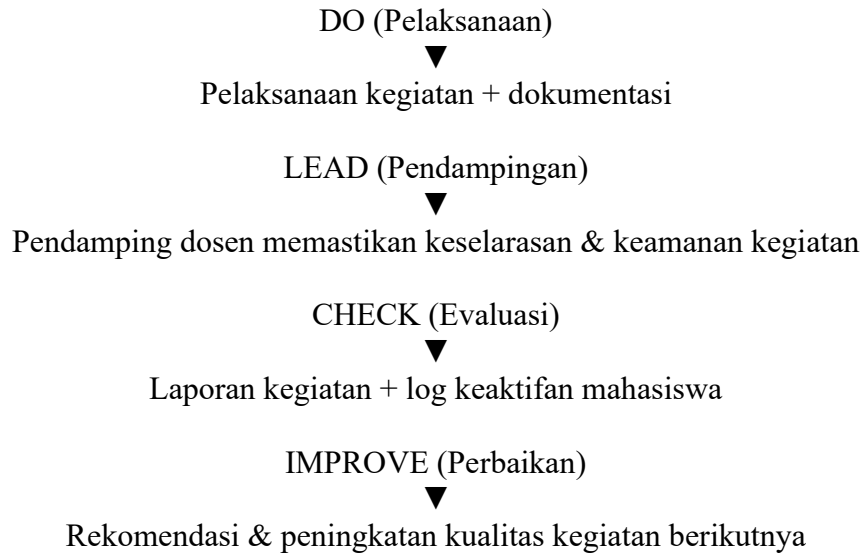 DO (Pelaksanaan)
▼
Pelaksanaan kegiatan + dokumentasi
LEAD (Pendampingan)
▼
Pendamping dosen memastikan keselarasan & keamanan kegiatan
CHECK (Evaluasi)
▼
Laporan kegiatan + log keaktifan mahasiswa
IMPROVE (Perbaikan)
▼
Rekomendasi & peningkatan kualitas kegiatan berikutnya